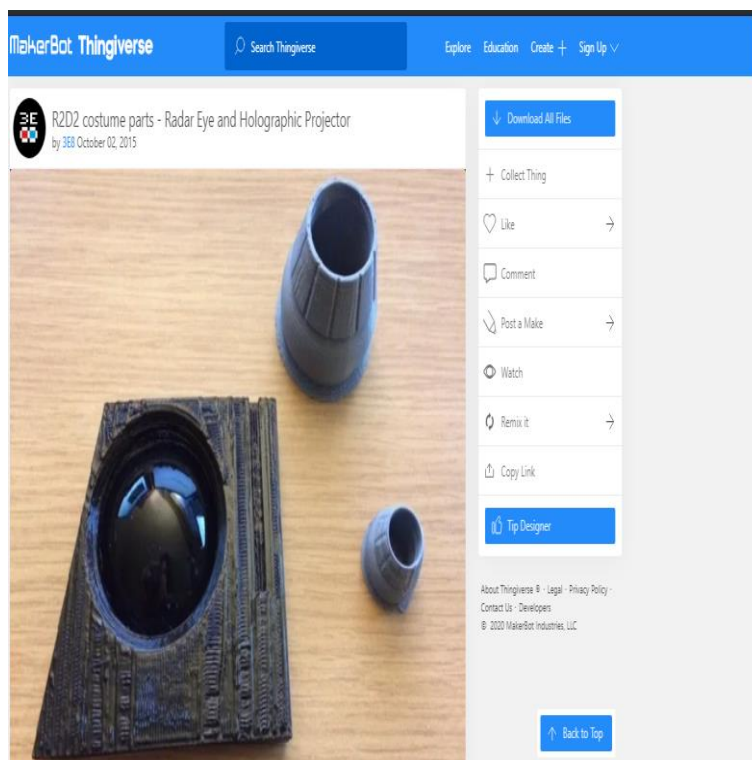 MakerBot Thingiverse
Search Thingiverse
Explore Education Create + Sign Up
3E
R2D2 costume parts - Radar Eye and Holographic Projector
by 3E8 October 02, 2015
Download All Files
Collect Thing
Like
Comment
Post a Make
Watch
Remix it
Copy Link
Tip Designer
About Thingiverse ® · Legal · Privacy Policy ·
Contact Us · Developers
© 2020 MakerBot Industries, LLC
Back to Top